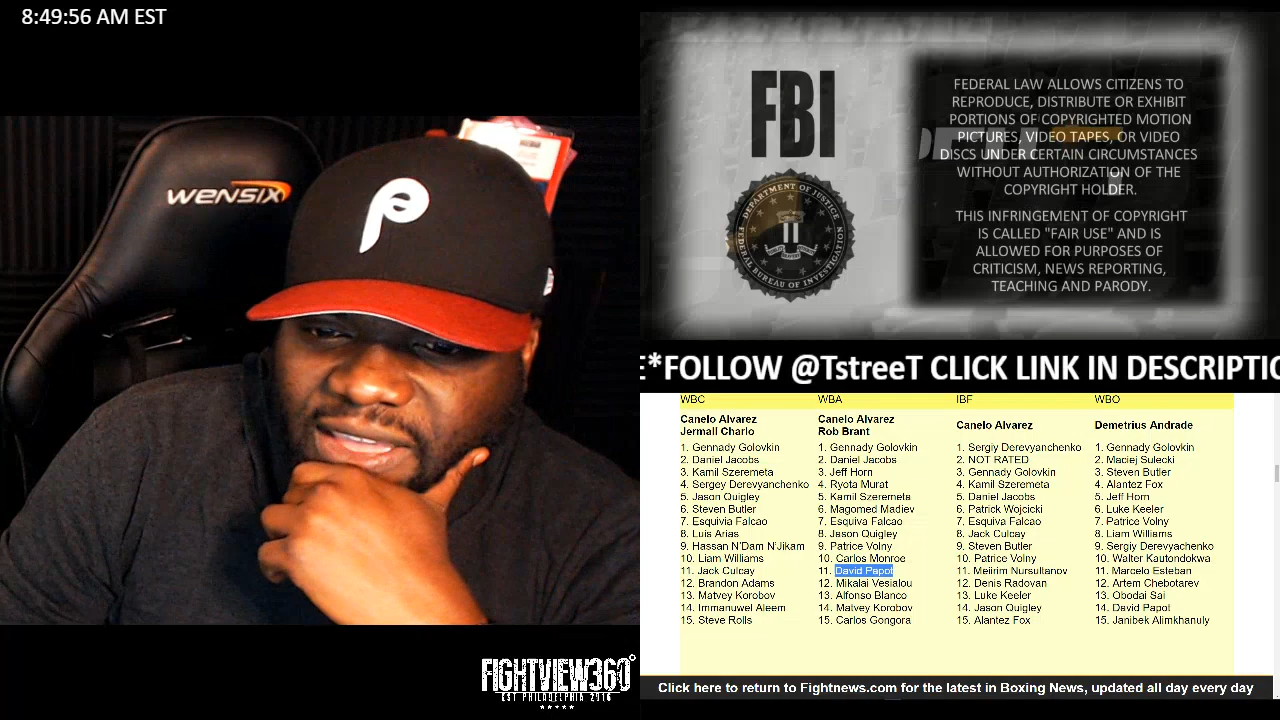 8:49:56 AM EST
WENSIX
P
FBI
DEPARTMENT OF JUSTICE
FEDERAL BUREAU OF INVESTIGATION
FEDERAL LAW ALLOWS CITIZENS TO
REPRODUCE, DISTRIBUTE OR EXHIBIT
PORTIONS OF COPYRIGHTED MOTION
PICTURES, VIDEO TAPES, OR VIDEO
DISCS UNDER CERTAIN CIRCUMSTANCES
WITHOUT AUTHORIZATION OF THE
COPYRIGHT HOLDER.
THIS INFRINGEMENT OF COPYRIGHT
IS CALLED "FAIR USE" AND IS
ALLOWED FOR PURPOSES OF
CRITICISM, NEWS REPORTING,
TEACHING AND PARODY.
E*FOLLOW @TstreeT CLICK LINK IN DESCRIPTIO
WBC
Canelo Alvarez
Jermall Charlo
1. Gennady Golovkin
2. Daniel Jacobs
3. Kamil Szeremeta
4. Sergey Derevyanchenko
5. Jason Quigley
6. Steven Butler
7. Esquivia Falcao
8. Luis Arias
9. Hassan N'Dam N'Jikam
10. Liam Williams
11. Jack Culcay
12. Brandon Adams
13. Matvey Korobov
14. Immanuwel Aleem
15. Steve Rolls
WBA
Canelo Alvarez
Rob Brant
1. Gennady Golovkin
2. Daniel Jacobs
3. Jeff Horn
4. Ryota Murat
5. Kamil Szeremeta
6. Magomed Madiev
7. Esquiva Falcao
8. Jason Quigley
9. Patrice Volny
10. Carlos Monroe
11. David Papot
12. Mikalai Vesialou
13. Alfonso Blanco
14. Matvey Korobov
15. Carlos Gongora
IBF
Canelo Alvarez
1. Sergiy Derevyanchenko
2. NOT RATED
3. Gennady Golovkin
4. Kamil Szeremeta
5. Daniel Jacobs
6. Patrick Wojcicki
7. Esquiva Falcao
8. Jack Culcay
9. Steven Butler
10. Patrice Volny
11. Meiirim Nursultanov
12. Denis Radovan
13. Luke Keeler
14. Jason Quigley
15. Alantez Fox
WBO
Demetrius Andrade
1. Gennady Golovkin
2. Maciej Sulecki
3. Steven Butler
4. Alantez Fox
5. Jeff Horn
6. Luke Keeler
7. Patrice Volny
8. Liam Williams
9. Sergiy Derevyachenko
10. Walter Kautondokwa
11. Marcelo Esteban
12. Artem Chebotarev
13. Obodai Sai
14. David Papot
15. Janibek Alimkhanuly
Click here to return to Fightnews.com for the latest in Boxing News, updated all day every day
FIGHTVIEW360°
EST PHILADELPHIA 2016